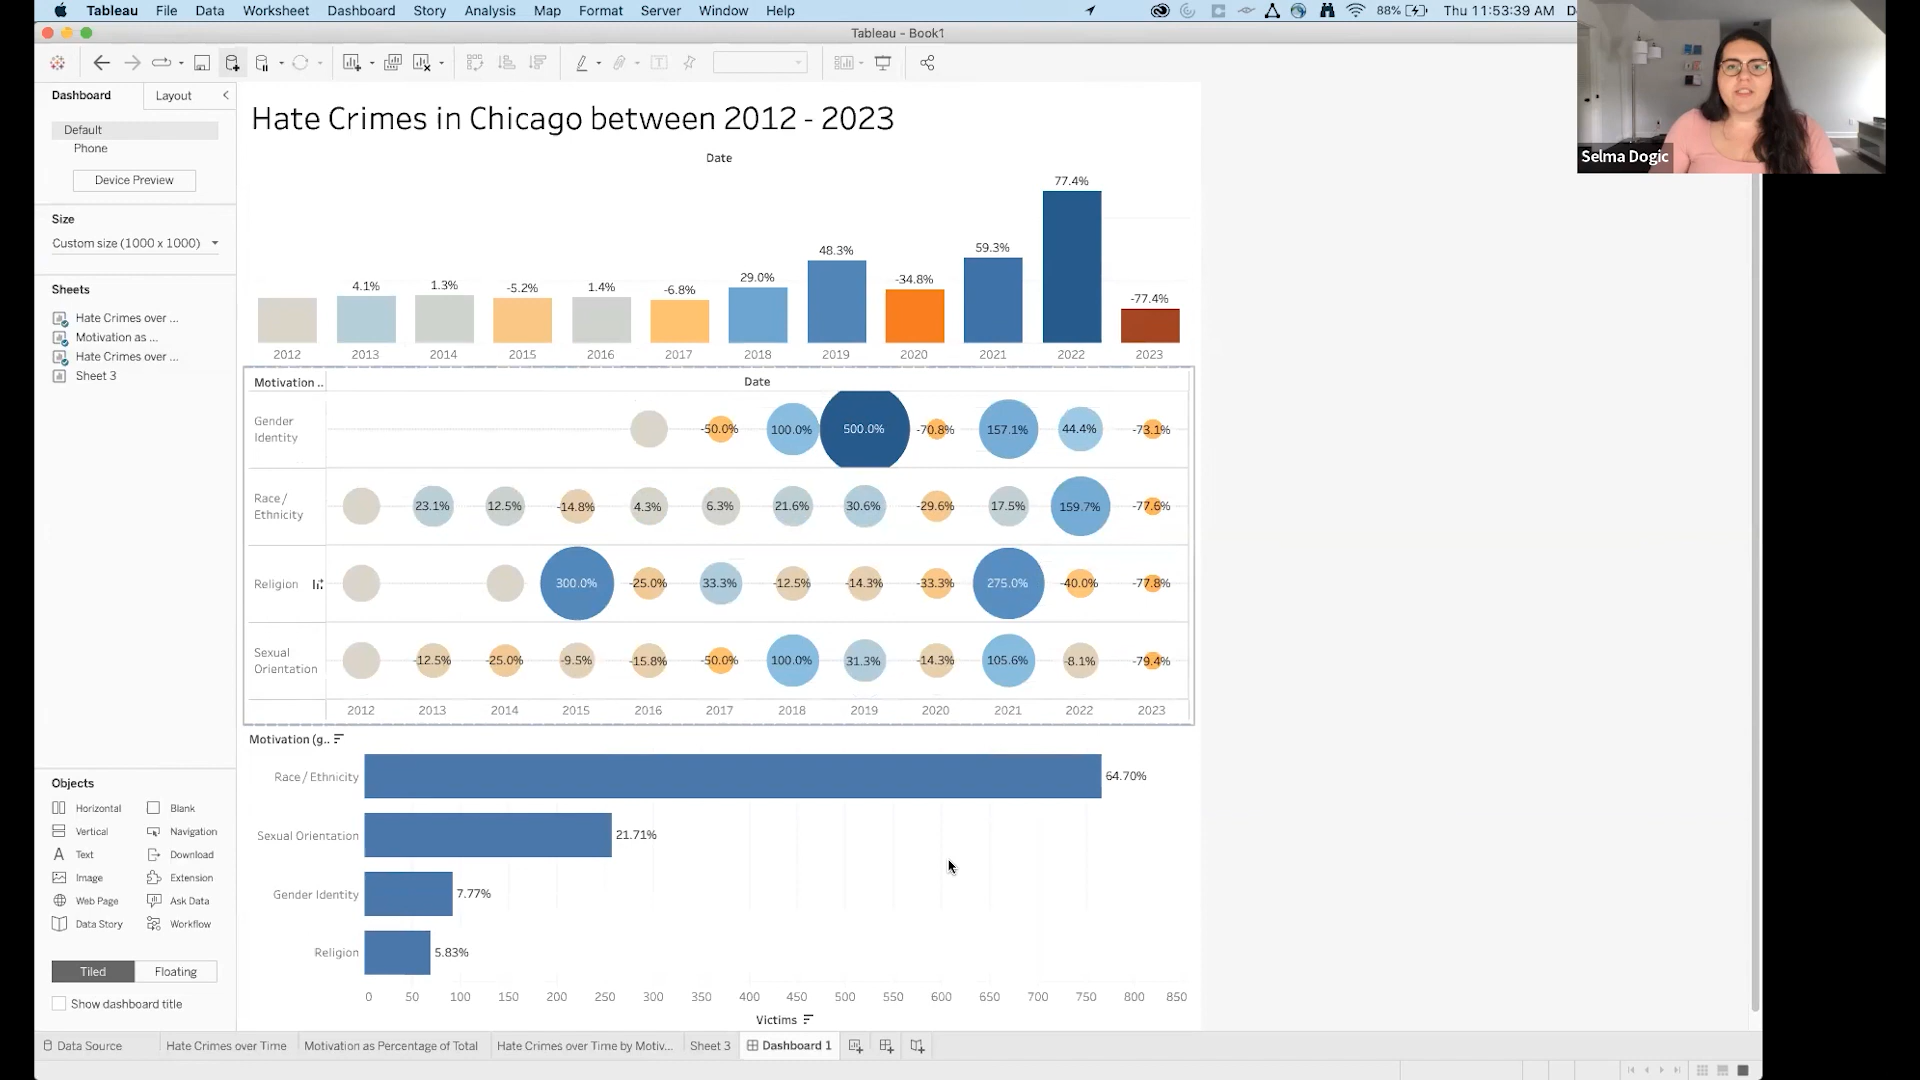 Tableau File Data Worksheet Dashboard Story Analysis Map Format Server Window Help 88% Thu 11:53:39 AM
Tableau - Book1
Dashboard Layout
Default
Phone
Device Preview
Size
Custom size (1000 x 1000)
Sheets
Hate Crimes over ...
Motivation as ...
Hate Crimes over ...
Sheet 3
Objects
Horizontal Blank
Vertical Navigation
Text Download
Image Extension
Web Page Ask Data
Data Story Workflow
Tiled Floating
Show dashboard title
Selma Dogic
Hate Crimes in Chicago between 2012 - 2023
Date
4.1% 1.3% -5.2% 1.4% -6.8% 29.0% 48.3% -34.8% 59.3% 77.4% -77.4%
2012 2013 2014 2015 2016 2017 2018 2019 2020 2021 2022 2023
Motivation .. Date
Gender
Identity
-50.0% 100.0% 500.0% -70.8% 157.1% 44.4% -73.1%
Race /
Ethnicity
23.1% 12.5% -14.8% 4.3% 6.3% 21.6% 30.6% -29.6% 17.5% 159.7% -77.6%
Religion 300.0% -25.0% 33.3% -12.5% -14.3% -33.3% 275.0% -40.0% -77.8%
Sexual
Orientation
-12.5% -25.0% -9.5% -15.8% -50.0% 100.0% 31.3% -14.3% 105.6% -8.1% -79.4%
2012 2013 2014 2015 2016 2017 2018 2019 2020 2021 2022 2023
Motivation (g..
Race / Ethnicity 64.70%
Sexual Orientation 21.71%
Gender Identity 7.77%
Religion 5.83%
0 50 100 150 200 250 300 350 400 450 500 550 600 650 700 750 800 850
Victims
Data Source Hate Crimes over Time Motivation as Percentage of Total Hate Crimes over Time by Motiv... Sheet 3 Dashboard 1